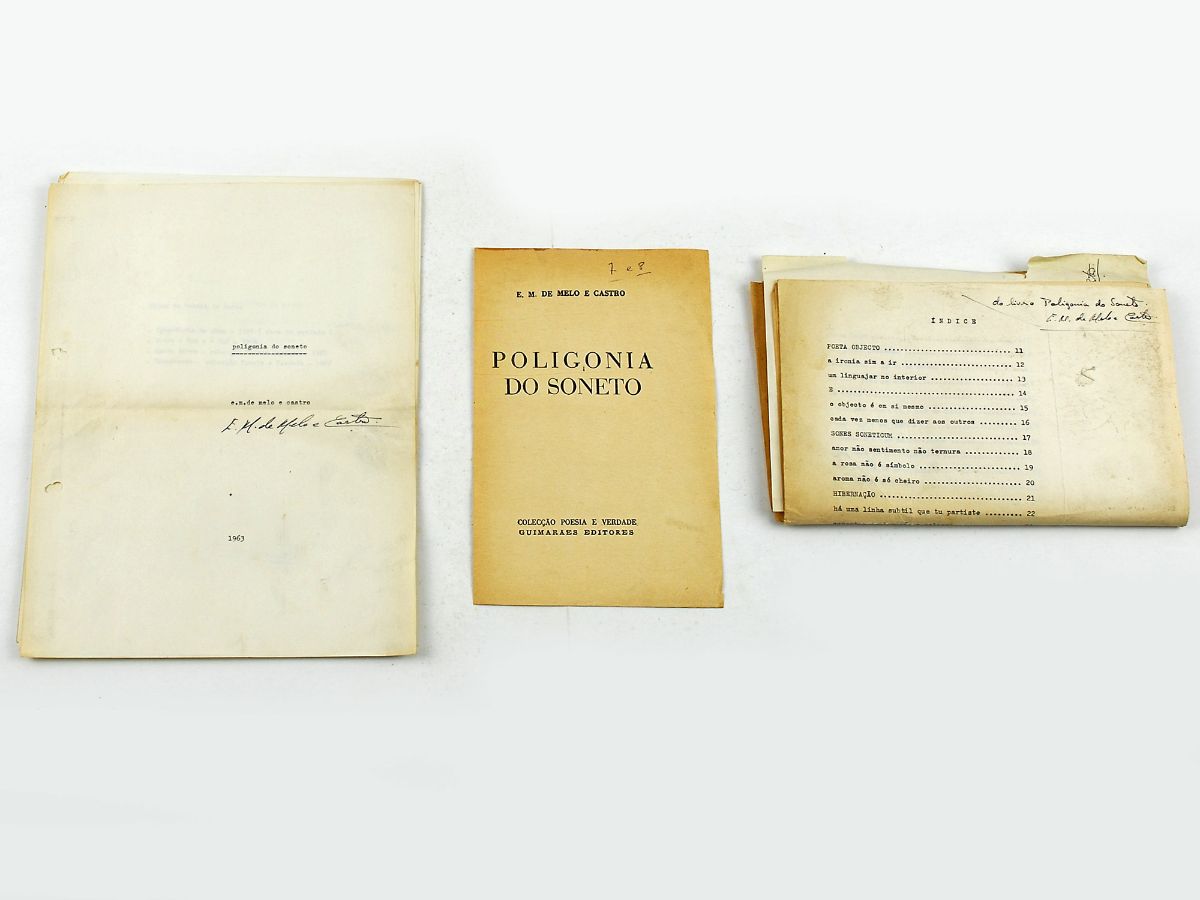 poligonia do soneto
e.m.de melo e castro
E. M. de Melo e Castro
1963
7 e 8
E. M. DE MELO E CASTRO
POLIGONIA
DO SONETO
COLECÇÃO POESIA E VERDADE
GUIMARÃES EDITORES
do livro Poligonia do Soneto.
E. M. de Melo e Castro
ÍNDICE
POETA OBJECTO ................................ 11
a ironia sim a ir ............................ 12
um linguajar no interior ..................... 13
E ............................................ 14
o objecto é en si mesmo ...................... 15
cada vez menos que dizer aos outros .......... 16
SONES SONETICUM .............................. 17
amor não sentimento não ternura .............. 18
a rosa não é símbolo ......................... 19
aroma não é só cheiro ........................ 20
HIBERNAÇÃO ................................... 21
há uma linha subtil que tu partiste ......... 22